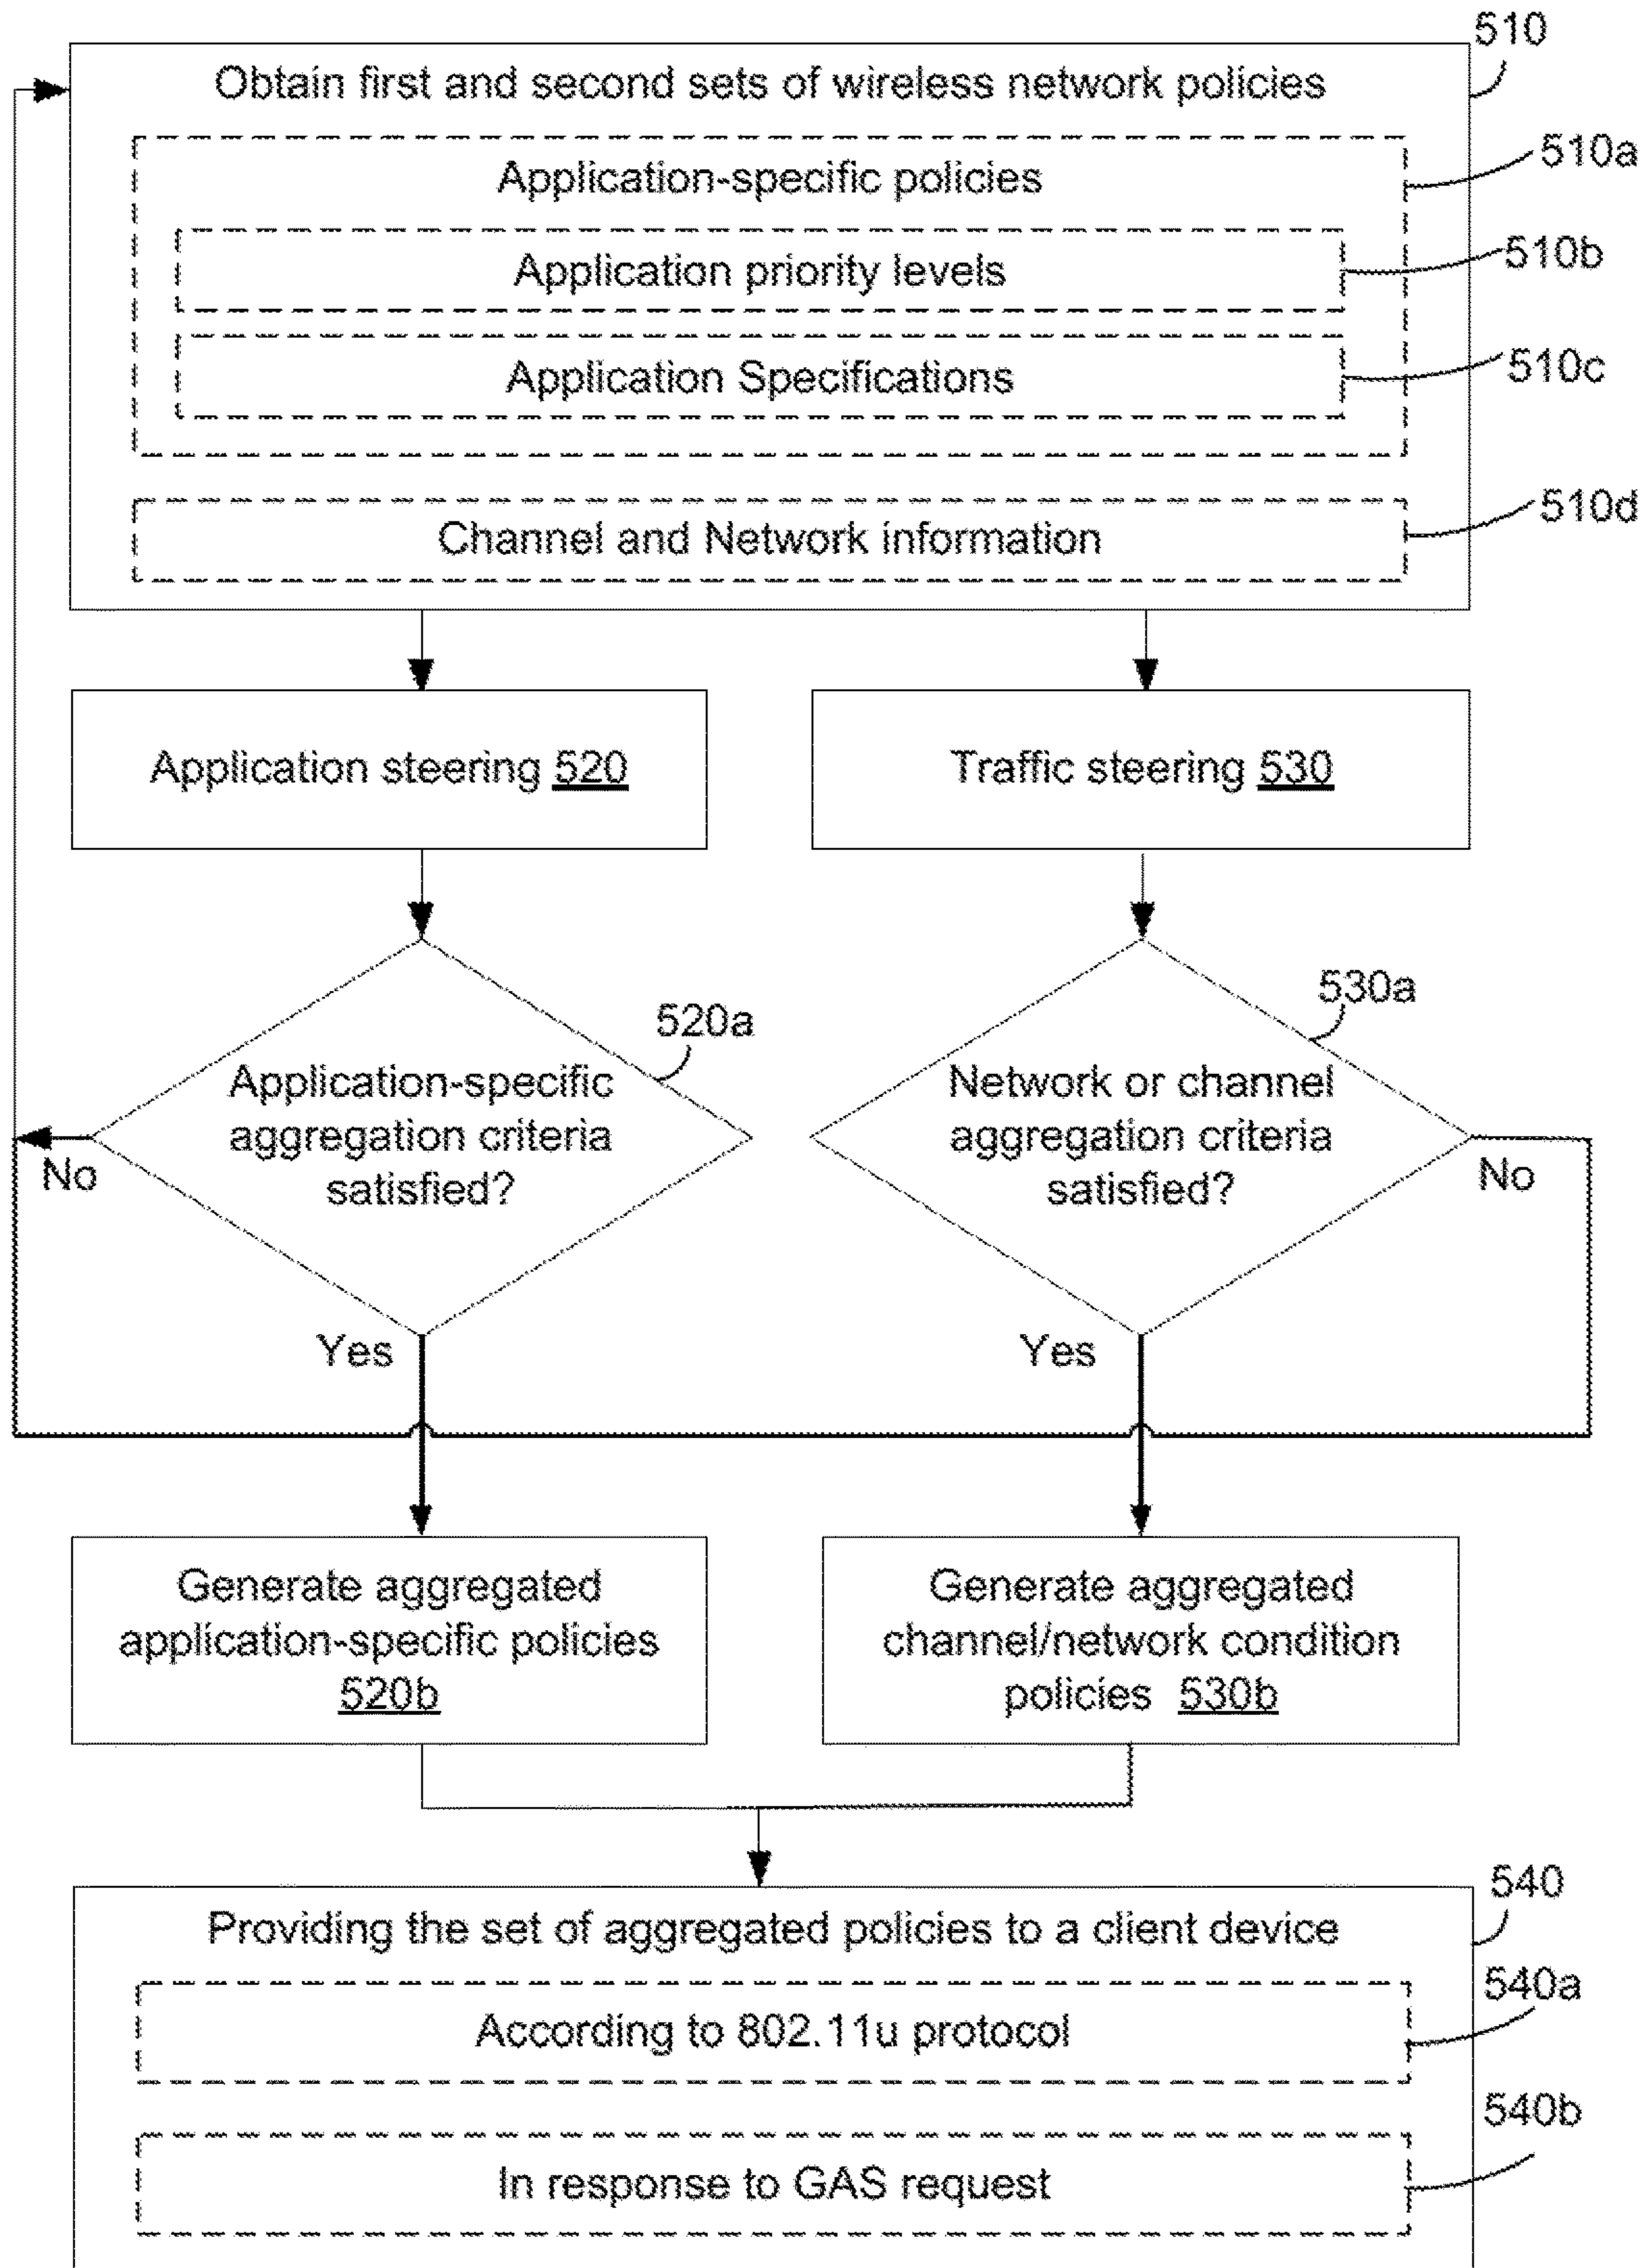 510
Obtain first and second sets of wireless network policies
510a
Application-specific policies
510b
Application priority levels
510c
Application Specifications
510d
Channel and Network information
Application steering 520
Traffic steering 530
520a
Application-specific
aggregation criteria
satisfied?
No
Yes
530a
Network or channel
aggregation criteria
satisfied?
No
Yes
Generate aggregated
application-specific policies
520b
Generate aggregated
channel/network condition
policies 530b
540
Providing the set of aggregated policies to a client device
540a
According to 802.11u protocol
540b
In response to GAS request